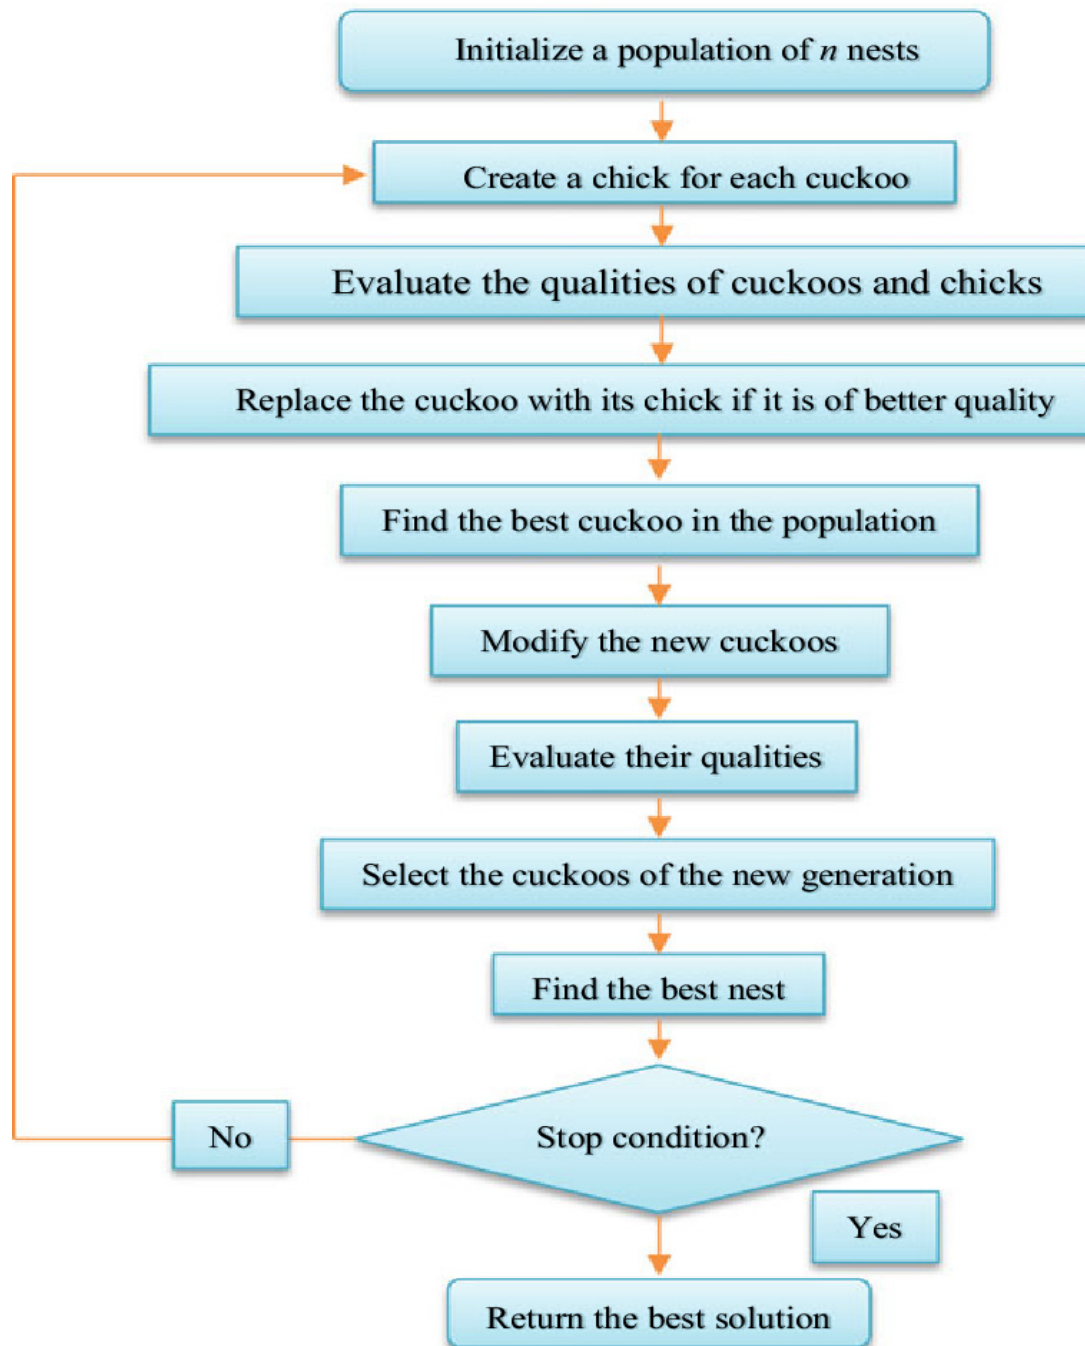 Initialize a population of n nests
Create a chick for each cuckoo
Evaluate the qualities of cuckoos and chicks
Replace the cuckoo with its chick if it is of better quality
Find the best cuckoo in the population
Modify the new cuckoos
Evaluate their qualities
Select the cuckoos of the new generation
Find the best nest
Stop condition?
No
Yes
Return the best solution